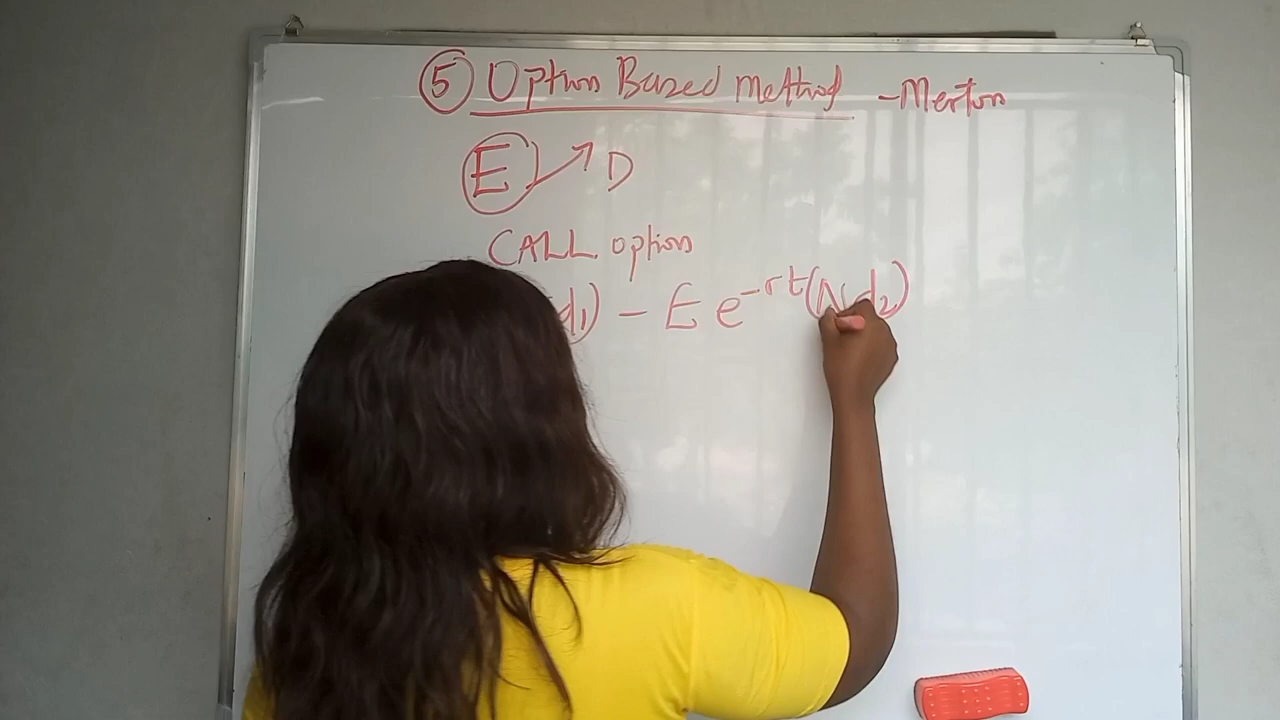 ⑤ Option Based Method - Merton
E → D
CALL option
d₁) - E e^-rt (N d₂)